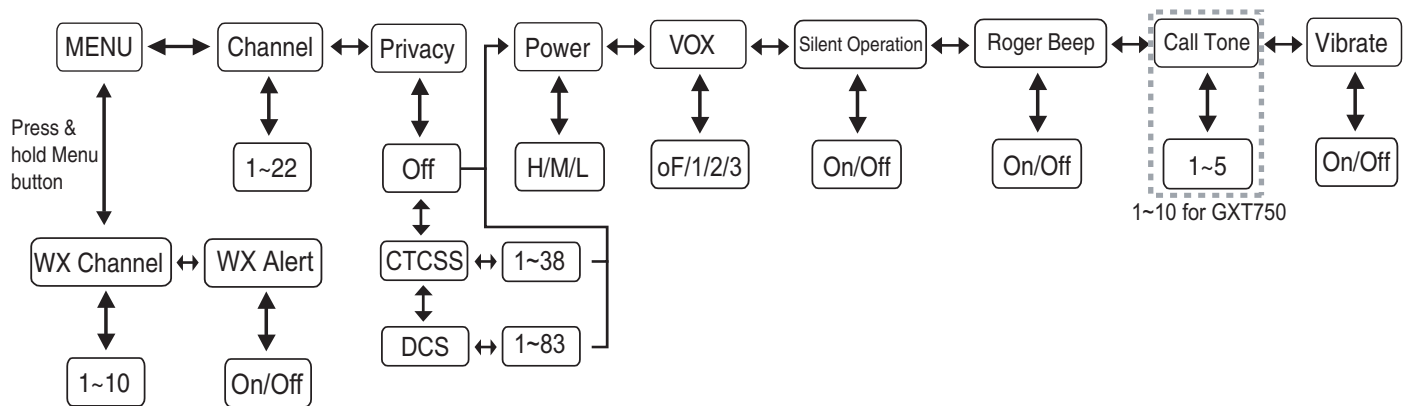 MENU
Channel
Privacy
Power
VOX
Silent Operation
Roger Beep
Call Tone
Vibrate
Press &
hold Menu
button
1~22
Off
H/M/L
oF/1/2/3
On/Off
On/Off
1~5
On/Off
1~10 for GXT750
WX Channel
WX Alert
CTCSS
1~38
DCS
1~83
1~10
On/Off